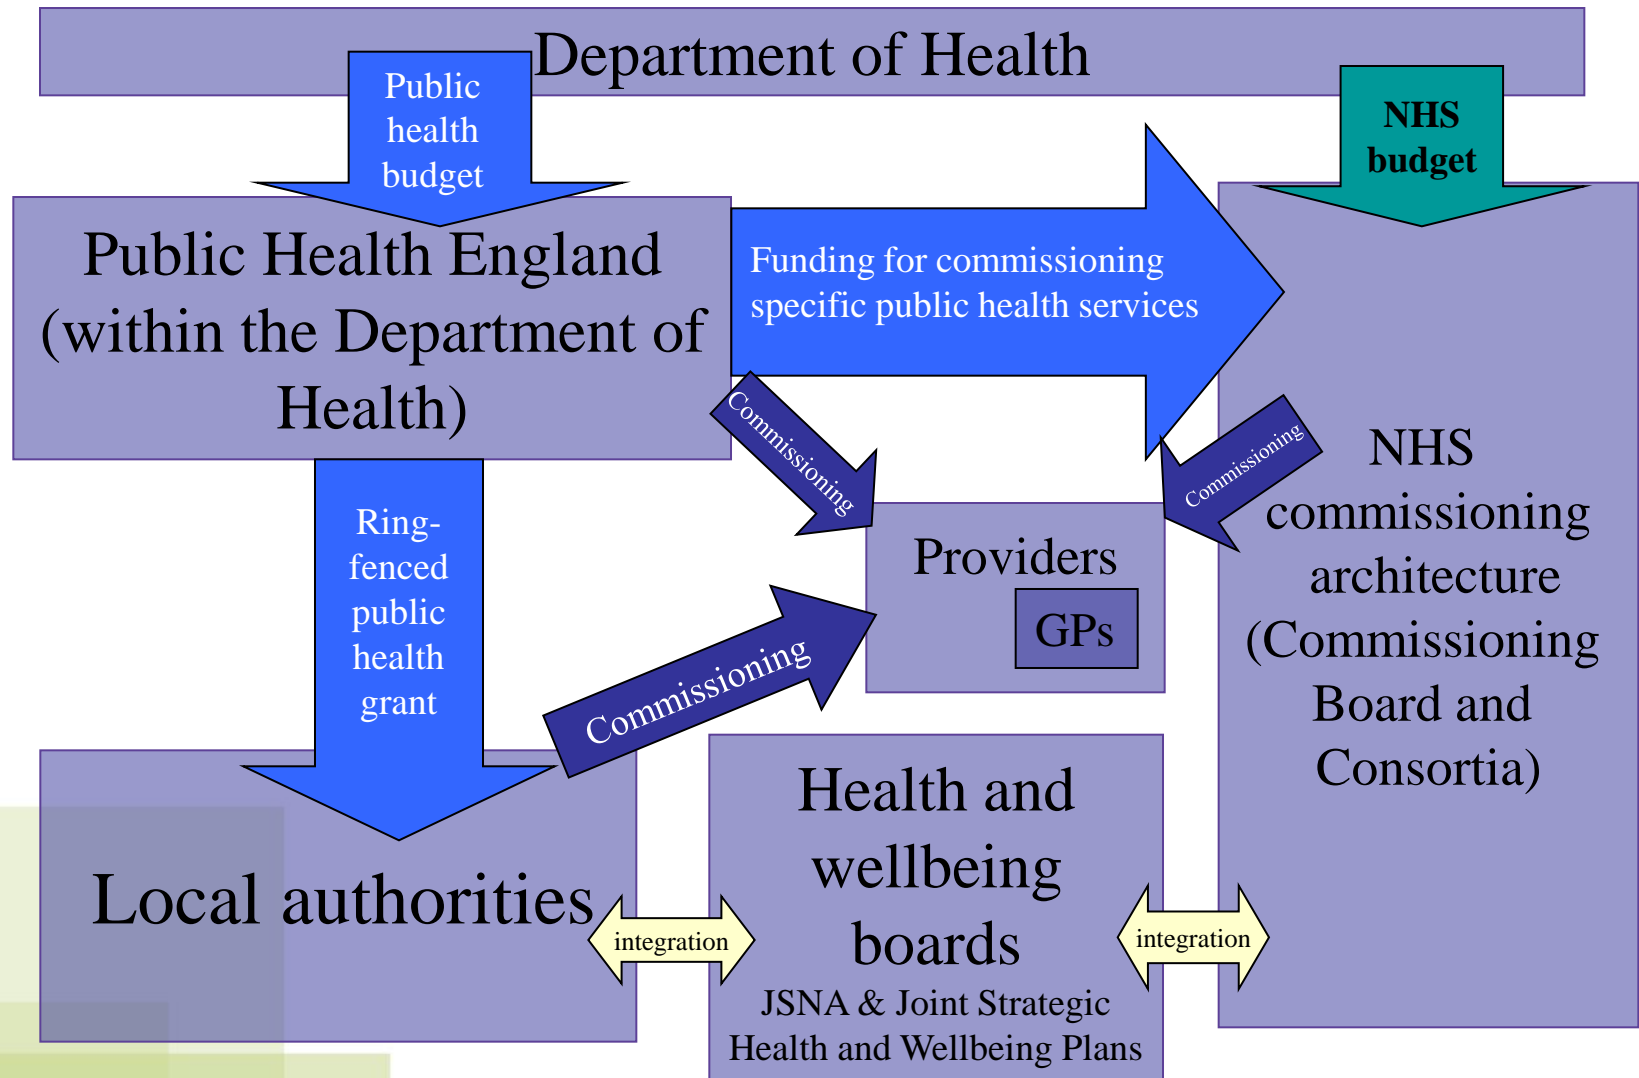 Department of Health
Public
health
budget
NHS
budget
Public Health England
(within the Department of
Health)
Funding for commissioning
specific public health services
Commissioning
Commissioning
NHS
commissioning
architecture
(Commissioning
Board and
Consortia)
Ring-
fenced
public
health
grant
Providers
GPs
Commissioning
Local authorities
integration
Health and
wellbeing
boards
JSNA & Joint Strategic
Health and Wellbeing Plans
integration